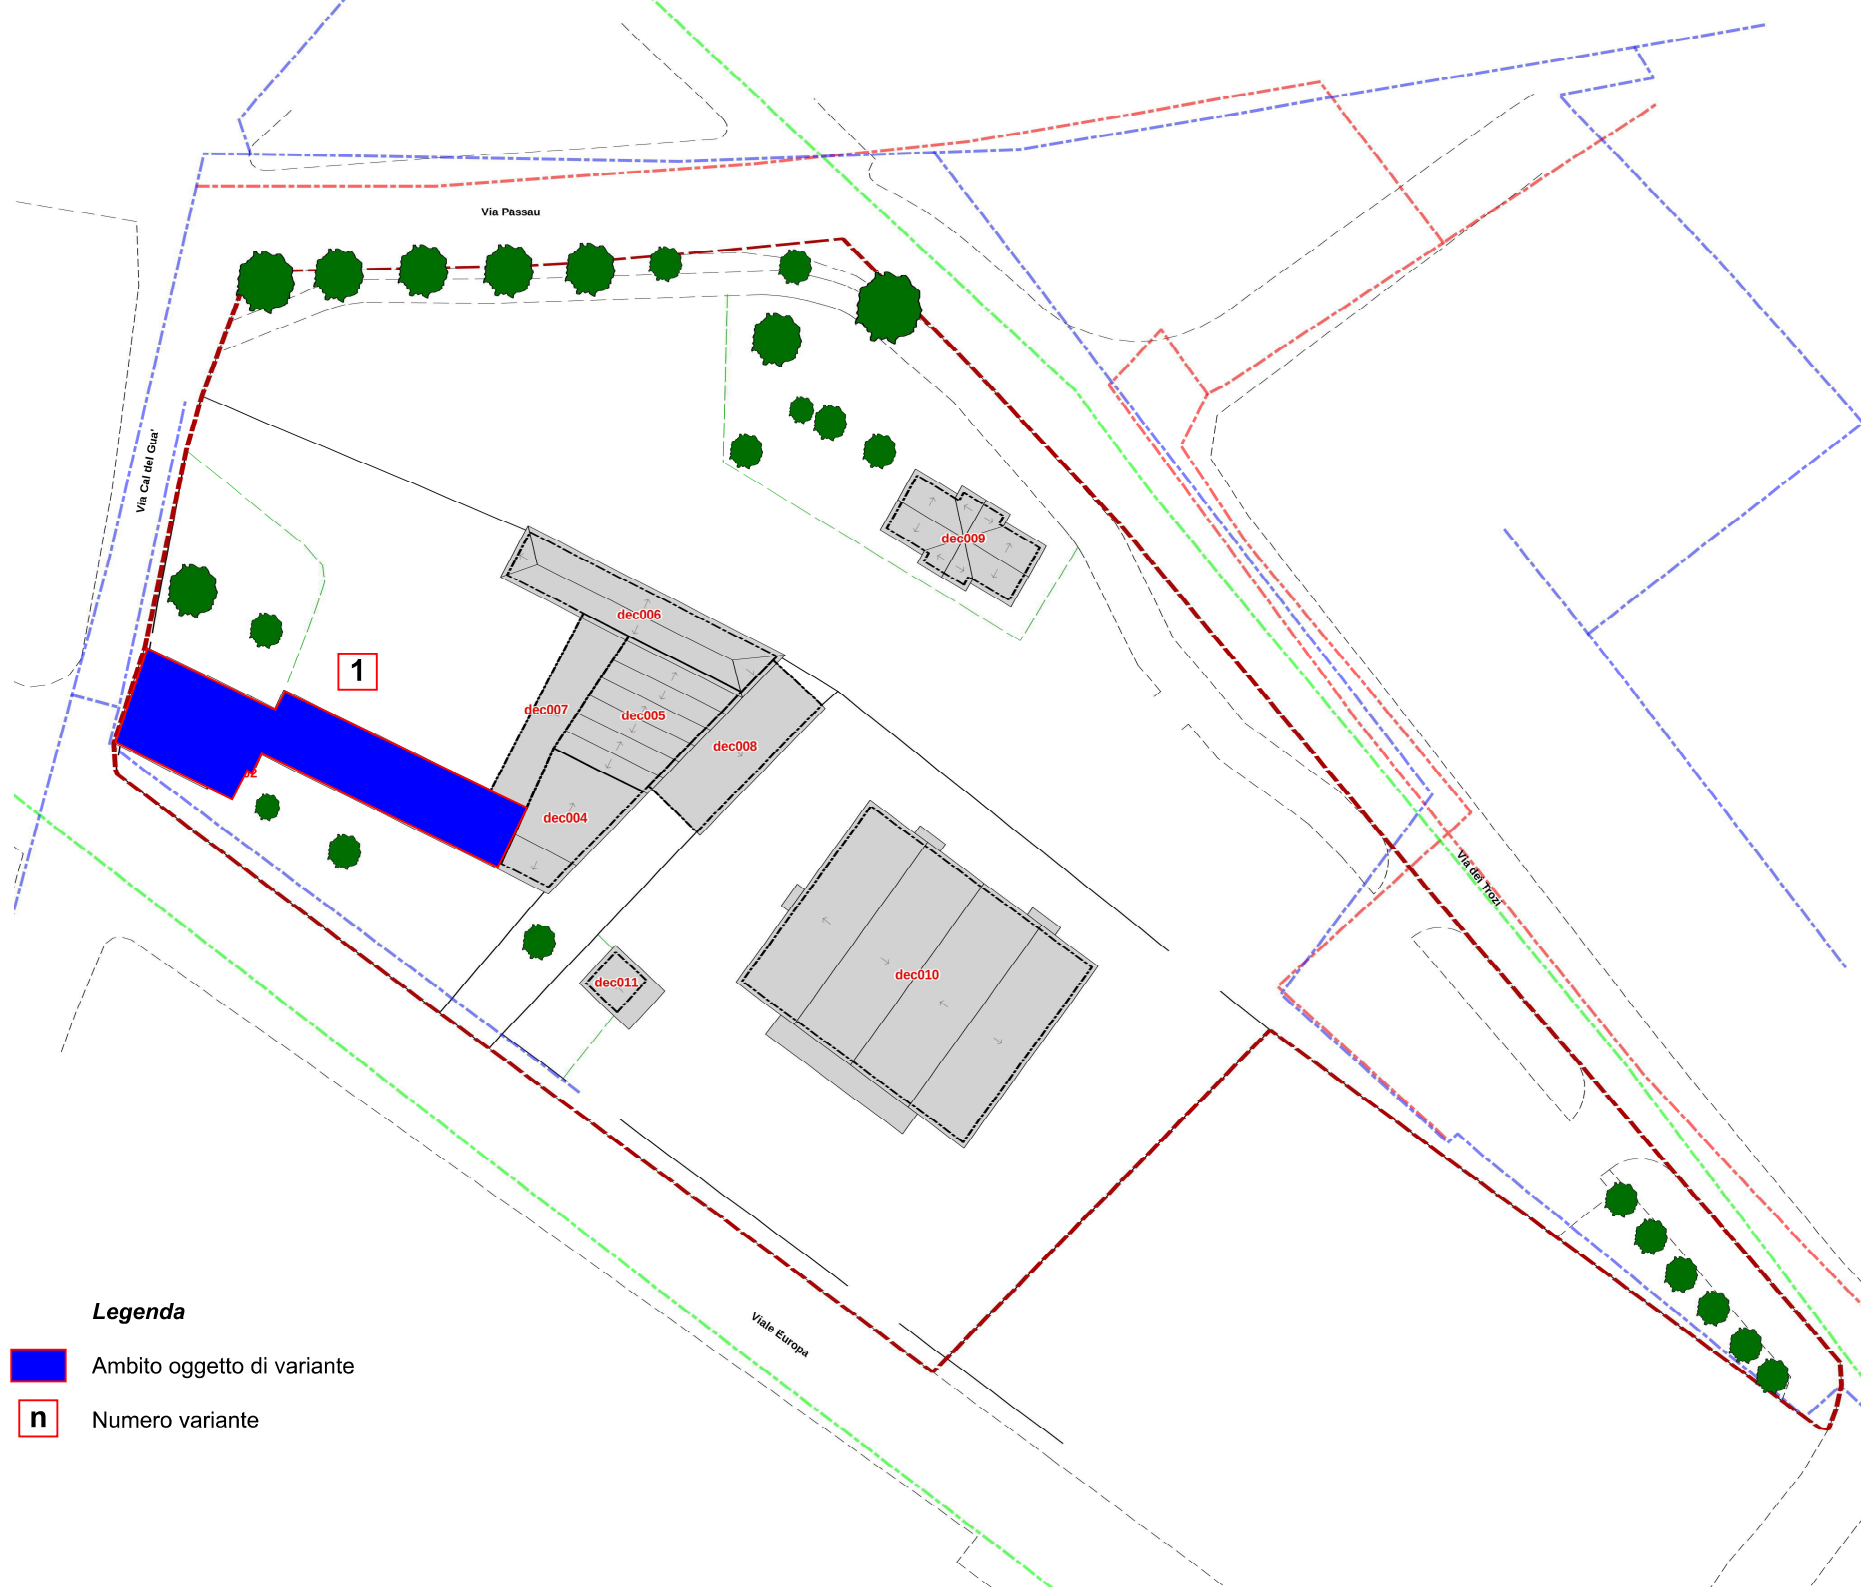 Via Passau
Via Cal del Gua'
dec009
dec006
1
dec007
dec005
dec008
02
dec004
Via dei Trozi
dec010
dec011
Viale Europa
Legenda
Ambito oggetto di variante
n
Numero variante